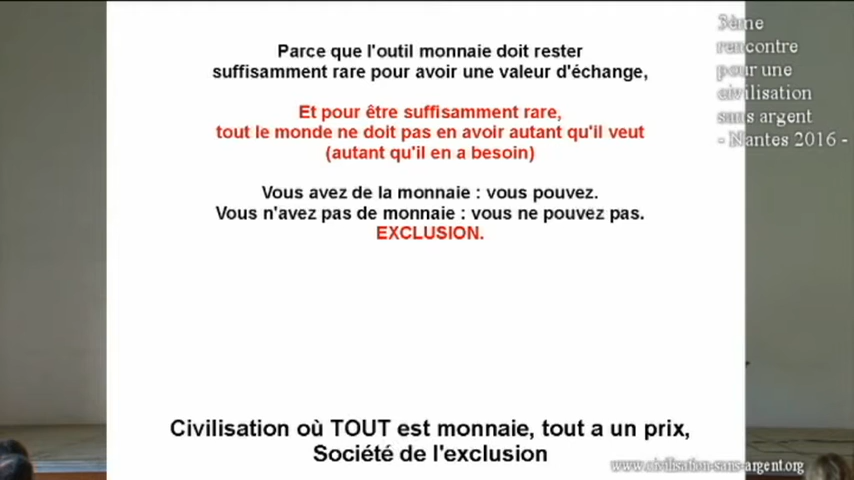 Parce que l'outil monnaie doit rester
suffisamment rare pour avoir une valeur d'échange,
Et pour être suffisamment rare,
tout le monde ne doit pas en avoir autant qu'il veut
(autant qu'il en a besoin)
Vous avez de la monnaie : vous pouvez.
Vous n'avez pas de monnaie : vous ne pouvez pas.
EXCLUSION.
Civilisation où TOUT est monnaie, tout a un prix,
Société de l'exclusion
3ème
rencontre
pour une
civilisation
sans argent
- Nantes 2016 -
www.civilisation-sans-argent.org